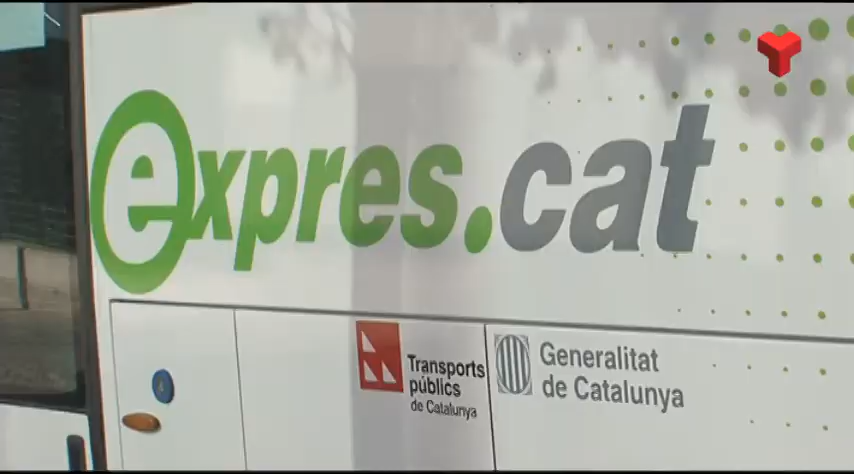 expres.cat
Transports
públics
de Catalunya
Generalitat
de Catalunya